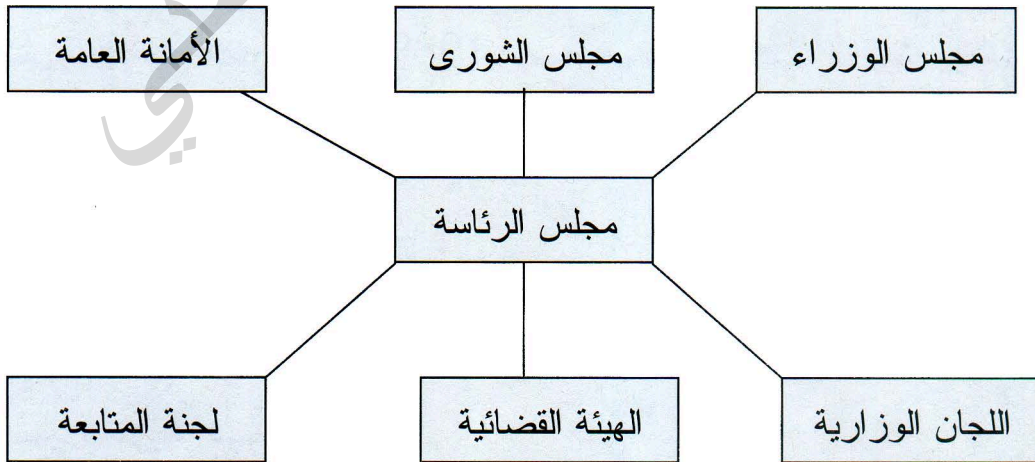 مجلس الوزراء
مجلس الشورى
الأمانة العامة
مجلس الرئاسة
اللجان الوزارية
الهيئة القضائية
لجنة المتابعة